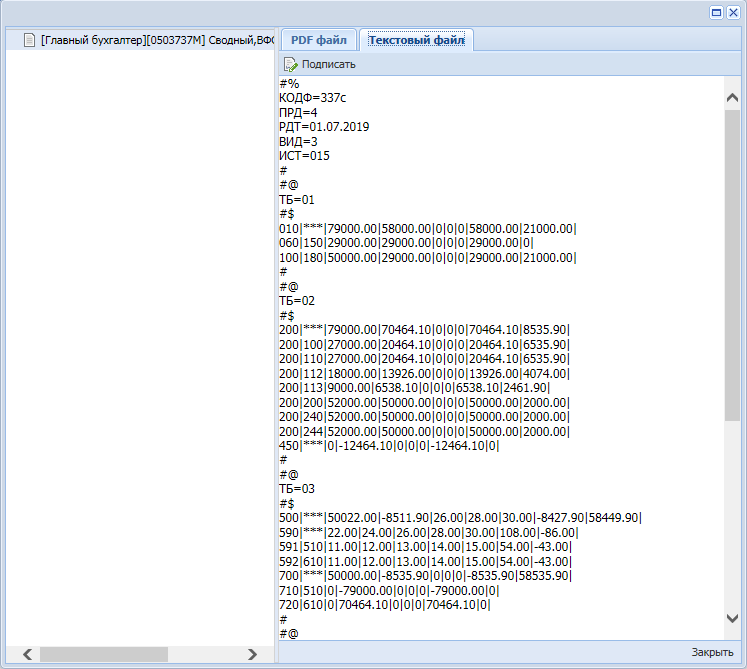 [Главный бухгалтер][0503737M] Сводный,ВФО
PDF файл
Текстовый файл
Подписать
#%
КОДФ=337с
ПРД=4
РДТ=01.07.2019
ВИД=3
ИСТ=015
#
#@
ТБ=01
#$
010|***|79000.00|58000.00|0|0|0|58000.00|21000.00|
060|150|29000.00|29000.00|0|0|0|29000.00|0|
100|180|50000.00|29000.00|0|0|0|29000.00|21000.00|
#
#@
ТБ=02
#$
200|***|79000.00|70464.10|0|0|0|70464.10|8535.90|
200|100|27000.00|20464.10|0|0|0|20464.10|6535.90|
200|110|27000.00|20464.10|0|0|0|20464.10|6535.90|
200|112|18000.00|13926.00|0|0|0|13926.00|4074.00|
200|113|9000.00|6538.10|0|0|0|6538.10|2461.90|
200|200|52000.00|50000.00|0|0|0|50000.00|2000.00|
200|240|52000.00|50000.00|0|0|0|50000.00|2000.00|
200|244|52000.00|50000.00|0|0|0|50000.00|2000.00|
450|***|0|-12464.10|0|0|0|-12464.10|0|
#
#@
ТБ=03
#$
500|***|50022.00|-8511.90|26.00|28.00|30.00|-8427.90|58449.90|
590|***|22.00|24.00|26.00|28.00|30.00|108.00|-86.00|
591|510|11.00|12.00|13.00|14.00|15.00|54.00|-43.00|
592|610|11.00|12.00|13.00|14.00|15.00|54.00|-43.00|
700|***|50000.00|-8535.90|0|0|0|-8535.90|58535.90|
710|510|0|-79000.00|0|0|0|-79000.00|0|
720|610|0|70464.10|0|0|0|70464.10|0|
#
#@
Закрыть